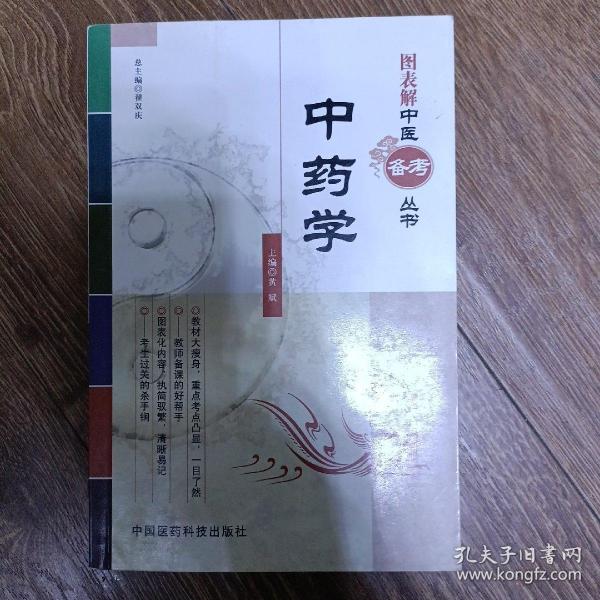 图表解中医
备考
丛书
中药学
总主编◎翟双庆
主编◎黄斌
◎教材大瘦身，重点考点凸显，一目了然
——教师备课的好帮手
◎图表化内容，执简驭繁，清晰易记
——考生过关的杀手锏
中国医药科技出版社
孔夫子旧书网
www.kongfz.com